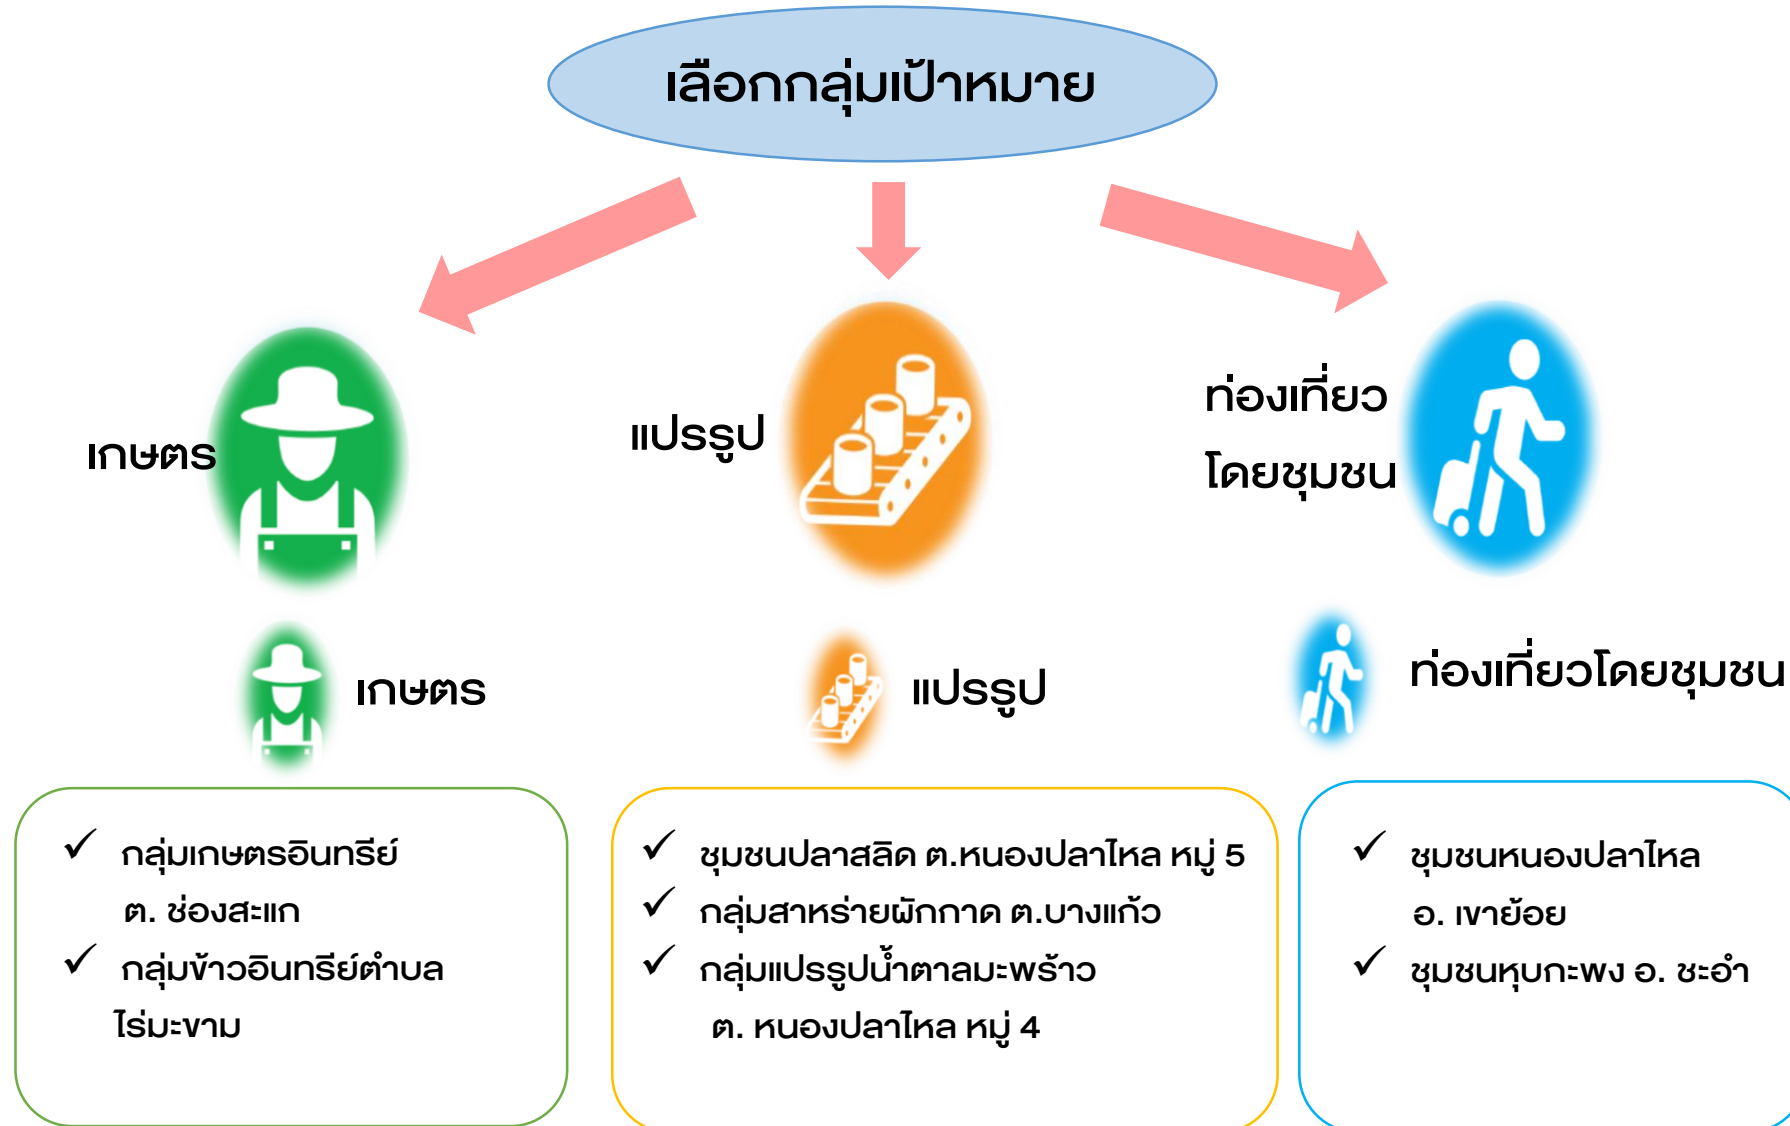 เลือกกลุ่มเป้าหมาย
เกษตร
แปรรูป
ท่องเที่ยว
โดยชุมชน
เกษตร
แปรรูป
ท่องเที่ยวโดยชุมชน
✓ กลุ่มเกษตรอินทรีย์
ต. ช่องสะแก
✓ กลุ่มข้าวอินทรีย์ตำบล
ไร่มะขาม
✓ ชุมชนปลาสลิด ต.หนองปลาไหล หมู่ 5
✓ กลุ่มสาหร่ายผักกาด ต.บางแก้ว
✓ กลุ่มแปรรูปน้ำตาลมะพร้าว
ต. หนองปลาไหล หมู่ 4
✓ ชุมชนหนองปลาไหล
อ. เขาย้อย
✓ ชุมชนหุบกะพง อ. ชะอำ